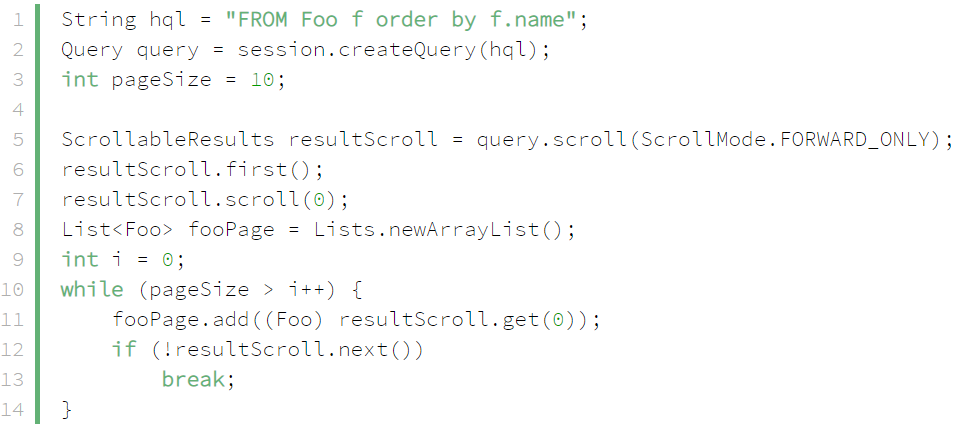 1 String hql = "FROM Foo f order by f.name";
2 Query query = session.createQuery(hql);
3 int pageSize = 10;
4
5 ScrollableResults resultScroll = query.scroll(ScrollMode.FORWARD_ONLY);
6 resultScroll.first();
7 resultScroll.scroll(0);
8 List<Foo> fooPage = Lists.newArrayList();
9 int i = 0;
10 while (pageSize > i++) {
11     fooPage.add((Foo) resultScroll.get(0));
12     if (!resultScroll.next())
13         break;
14 }